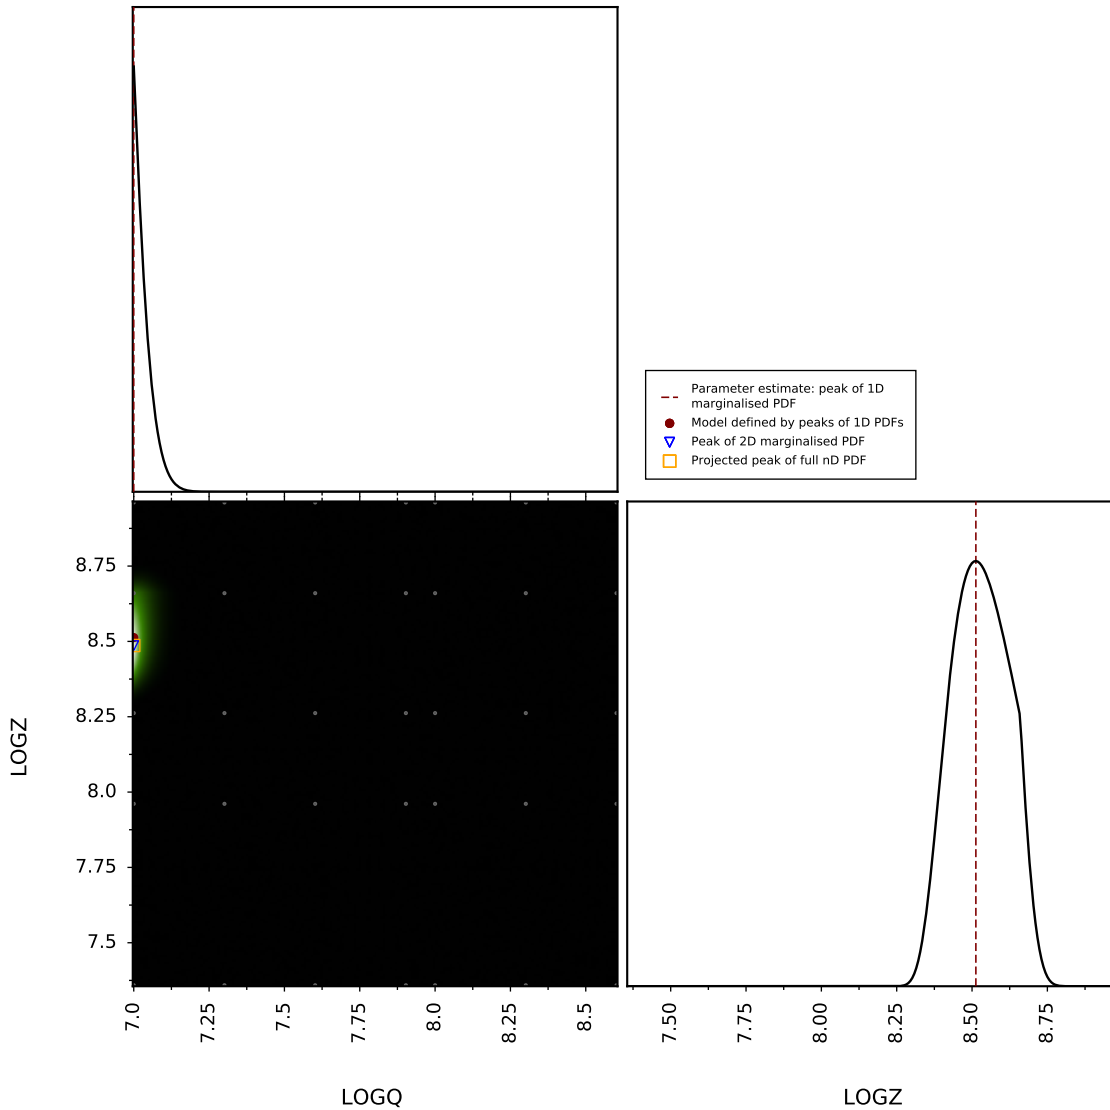 Parameter estimate: peak of 1D
marginalised PDF
Model defined by peaks of 1D PDFs
Peak of 2D marginalised PDF
Projected peak of full nD PDF
8.75
8.5
8.25
8.0
7.75
7.5
LOGZ
7.0 7.25 7.5 7.75 8.0 8.25 8.5
LOGQ
7.50 7.75 8.00 8.25 8.50 8.75
LOGZ